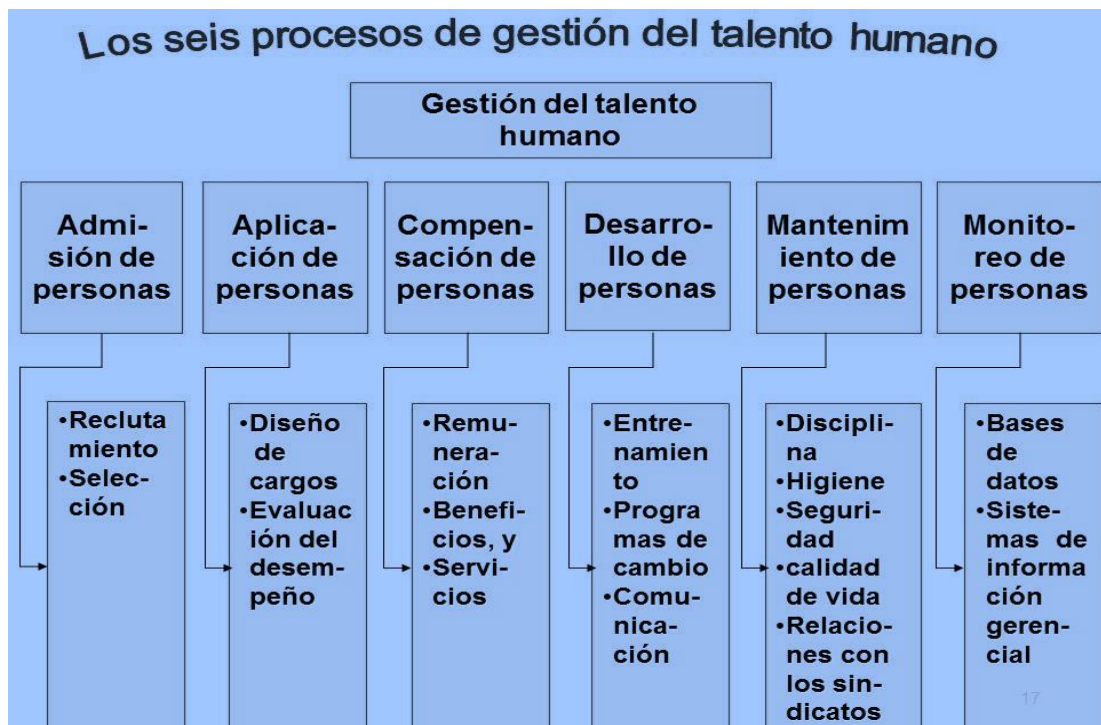 Los seis procesos de gestión del talento humano
Gestión del talento
humano
Admi-
sión de
personas
Aplica-
ción de
personas
Compen-
sación de
personas
Desarro-
llo de
personas
Mantenim
iento de
personas
Monito-
reo de
personas
•Recluta
miento
•Selec-
ción
•Diseño
de
cargos
•Evaluac
ión del
desem-
peño
•Remu-
nera-
ción
•Benefi-
cios, y
•Servi-
cios
•Entre-
namien
to
•Progra
mas de
cambio
•Comu-
nica-
ción
•Discipli-
na
•Higiene
•Seguri-
dad
•calidad
de vida
•Relacio-
nes con
los sin-
dicatos
•Bases
de
datos
•Siste-
mas de
informa
ción
geren-
cial
17